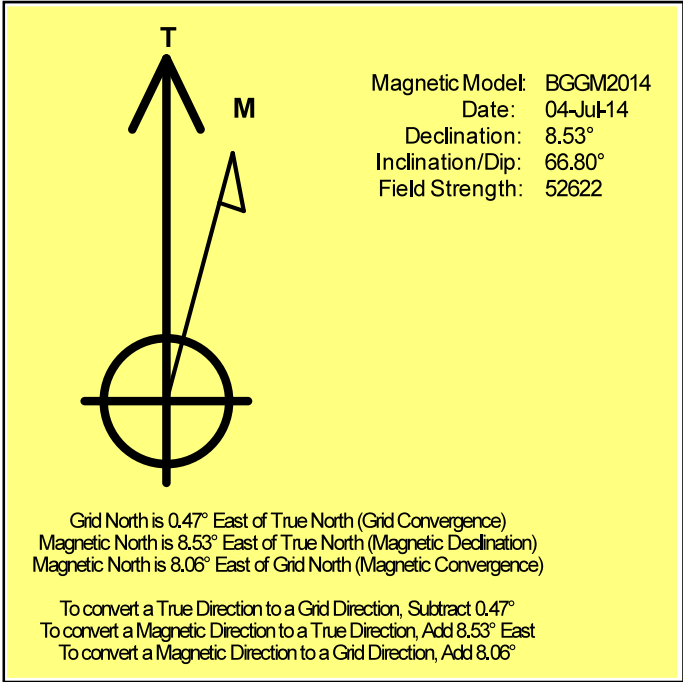 T
M
Magnetic Model: BGGM2014
Date: 04-Jul-14
Declination: 8.53°
Inclination/Dip: 66.80°
Field Strength: 52622
Grid North is 0.47° East of True North (Grid Convergence)
Magnetic North is 8.53° East of True North (Magnetic Declination)
Magnetic North is 8.06° East of Grid North (Magnetic Convergence)
To convert a True Direction to a Grid Direction, Subtract 0.47°
To convert a Magnetic Direction to a True Direction, Add 8.53° East
To convert a Magnetic Direction to a Grid Direction, Add 8.06°